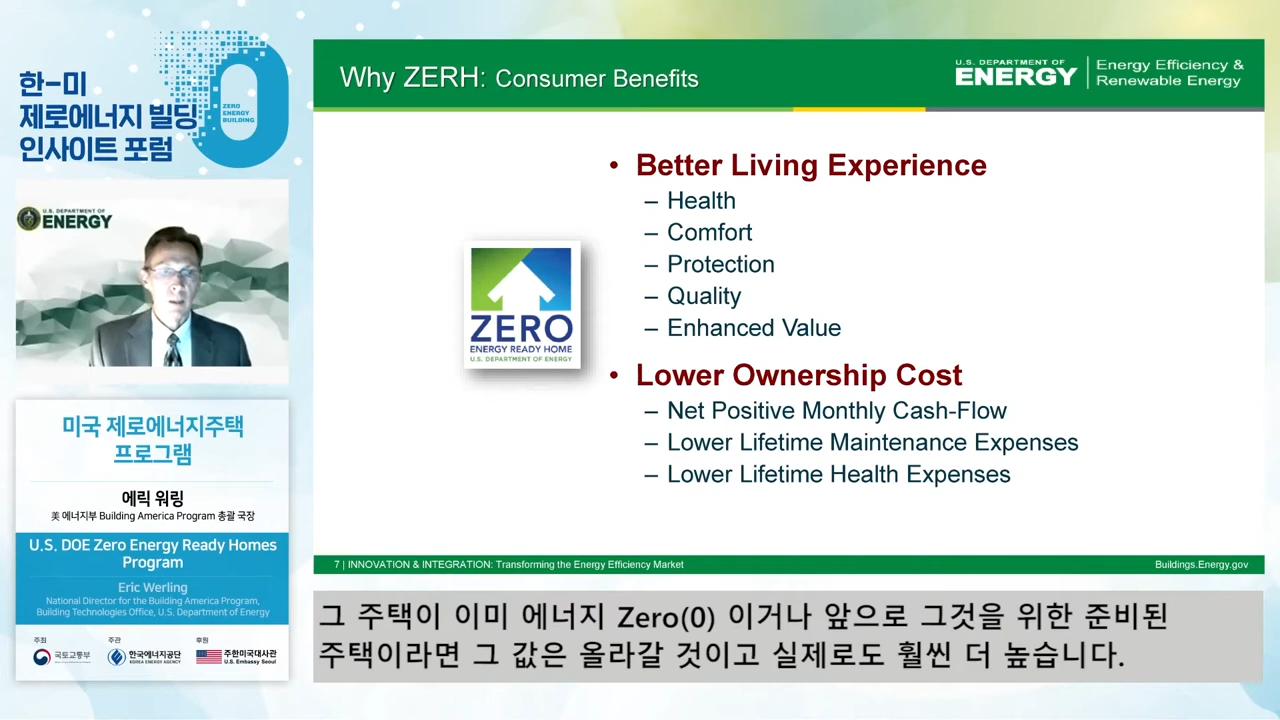 한-미
제로에너지 빌딩
인사이트 포럼
ZERO
ENERGY
BUILDING
U.S. DEPARTMENT OF
ENERGY
미국 제로에너지주택
프로그램
에릭 워링
美 에너지부 Building America Program 총괄 국장
U.S. DOE Zero Energy Ready Homes
Program
Eric Werling
National Director for the Building America Program,
Building Technologies Office, U.S. Department of Energy
주최
국토교통부
주관
한국에너지공단
KOREA ENERGY AGENCY
후원
주한미국대사관
U.S. Embassy Seoul
Why ZERH: Consumer Benefits
U.S. DEPARTMENT OF
ENERGY
Energy Efficiency &
Renewable Energy
ZERO
ENERGY READY HOME
U.S. DEPARTMENT OF ENERGY
• Better Living Experience
– Health
– Comfort
– Protection
– Quality
– Enhanced Value
• Lower Ownership Cost
– Net Positive Monthly Cash-Flow
– Lower Lifetime Maintenance Expenses
– Lower Lifetime Health Expenses
7 | INNOVATION & INTEGRATION: Transforming the Energy Efficiency Market
Buildings.Energy.gov
그 주택이 이미 에너지 Zero(0) 이거나 앞으로 그것을 위한 준비된
주택이라면 그 값은 올라갈 것이고 실제로도 훨씬 더 높습니다.